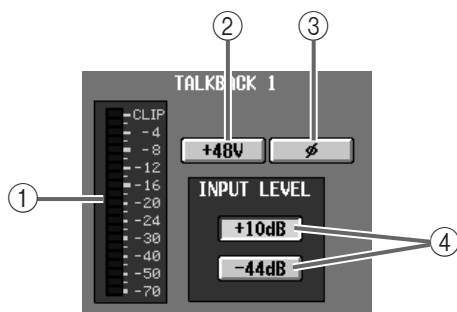 ② ③
TALKBACK 1
CLIP
-4
-8
-12
-16
-20
-24
-30
-40
-50
-70
①
+48V ø
INPUT LEVEL
+10dB
-44dB
④